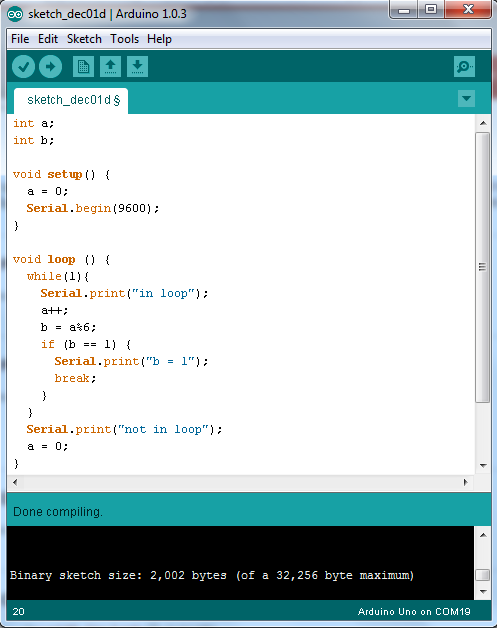 sketch_dec01d | Arduino 1.0.3
File Edit Sketch Tools Help
sketch_dec01d §
int a;
int b;
void setup() {
  a = 0;
  Serial.begin(9600);
}
void loop () {
  while(1){
    Serial.print("in loop");
    a++;
    b = a%6;
    if (b == 1) {
      Serial.print("b = 1");
      break;
    }
  }
  Serial.print("not in loop");
  a = 0;
}
Done compiling.
Binary sketch size: 2,002 bytes (of a 32,256 byte maximum)
20 Arduino Uno on COM19